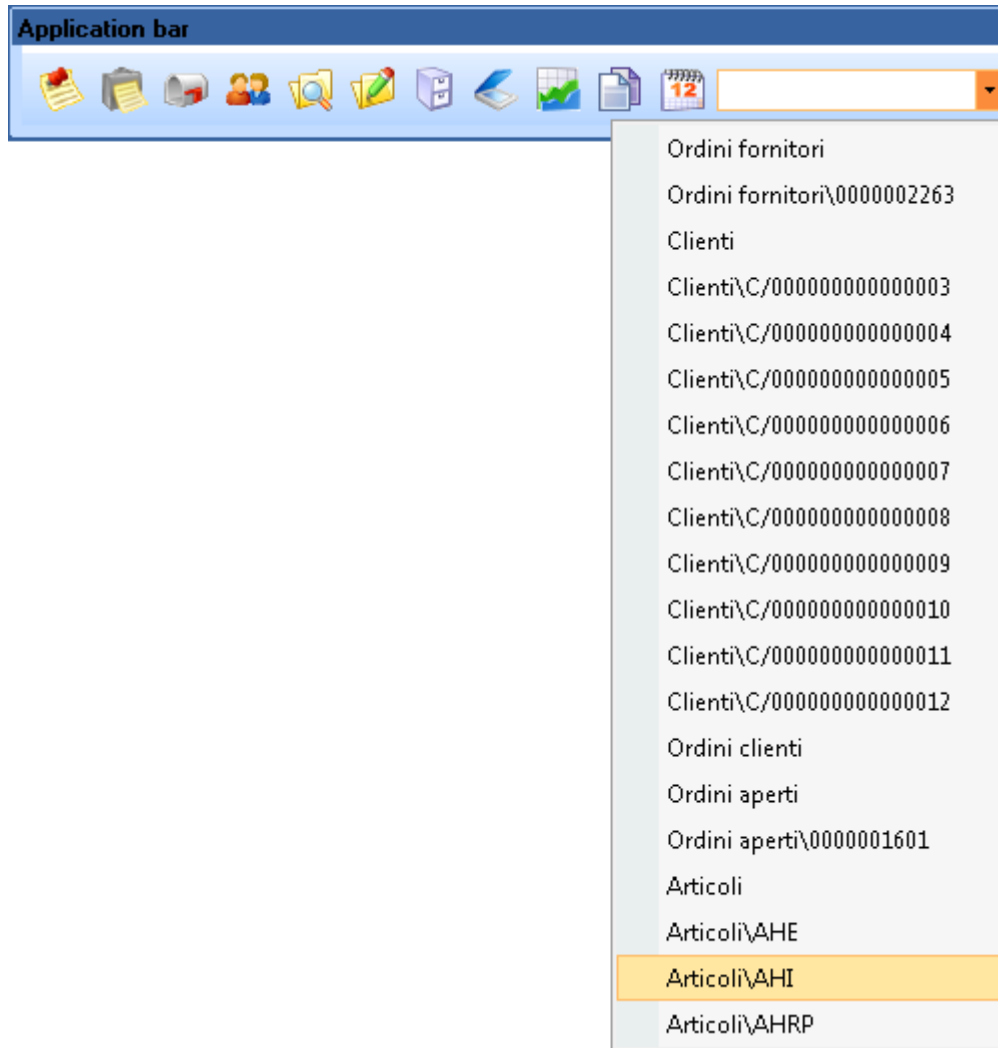 Application bar
12
Ordini fornitori
Ordini fornitori\0000002263
Clienti
Clienti\C/000000000000003
Clienti\C/000000000000004
Clienti\C/000000000000005
Clienti\C/000000000000006
Clienti\C/000000000000007
Clienti\C/000000000000008
Clienti\C/000000000000009
Clienti\C/000000000000010
Clienti\C/000000000000011
Clienti\C/000000000000012
Ordini clienti
Ordini aperti
Ordini aperti\0000001601
Articoli
Articoli\AHE
Articoli\AHI
Articoli\AHRP